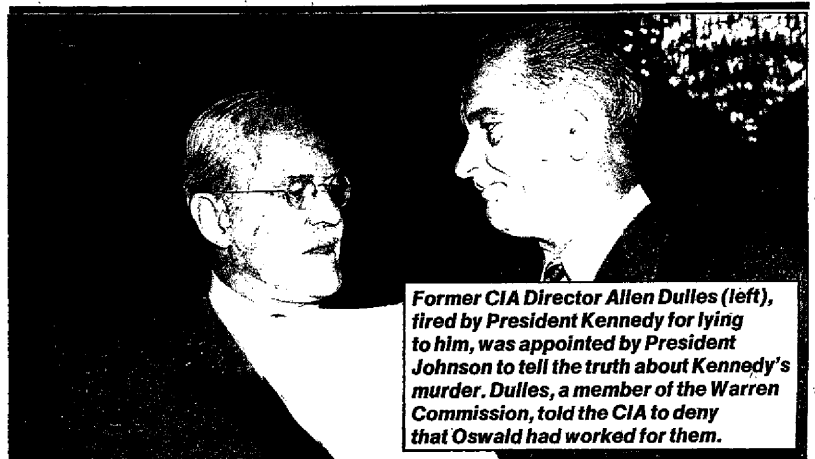 Former CIA Director Allen Dulles (left),
fired by President Kennedy for lying
to him, was appointed by President
Johnson to tell the truth about Kennedy's
murder. Dulles, a member of the Warren
Commission, told the CIA to deny
that Oswald had worked for them.